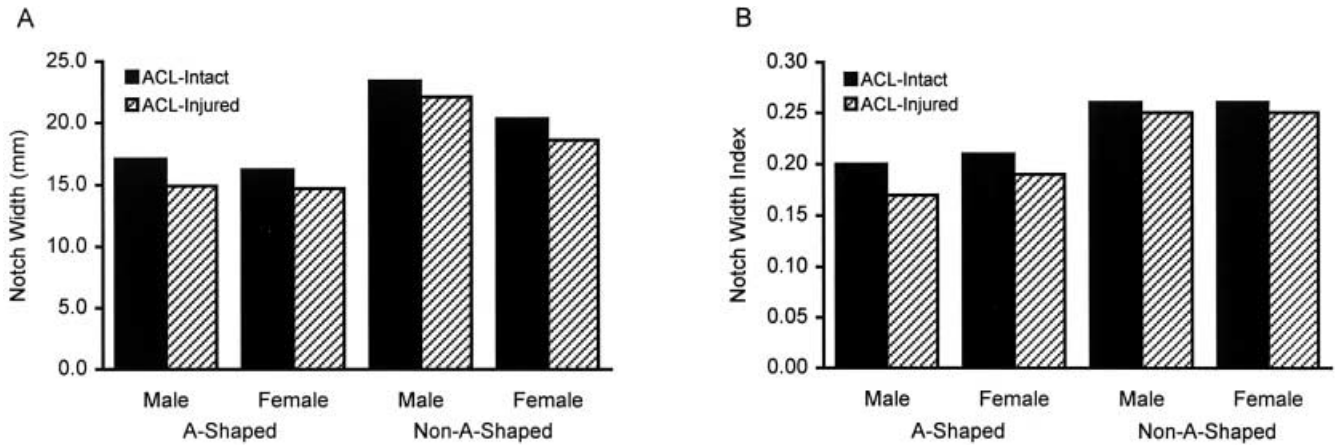 A
25.0
ACL-Intact
ACL-Injured
20.0
15.0
10.0
5.0
0.0
Notch Width (mm)
Male Female Male Female
A-Shaped Non-A-Shaped
B
0.30
ACL-Intact
ACL-Injured
0.25
0.20
0.15
0.10
0.05
0.00
Notch Width Index
Male Female Male Female
A-Shaped Non-A-Shaped